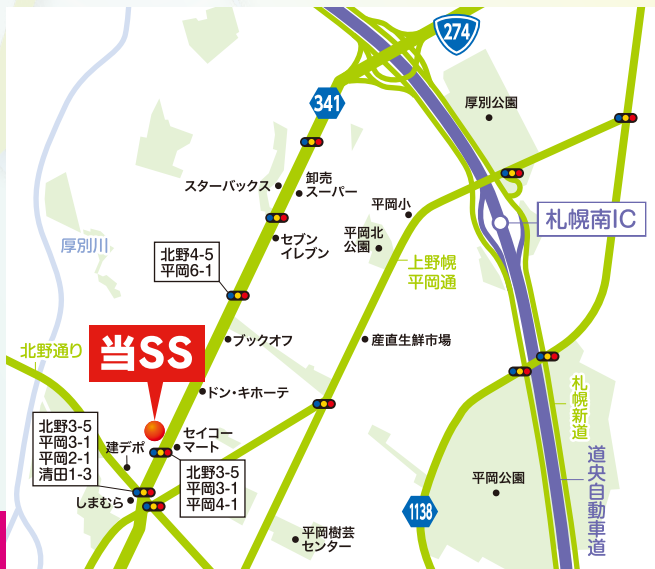 274
341
厚別公園
卸売
スーパー
スターバックス
平岡小
札幌南IC
セブン
イレブン
平岡北
公園
厚別川
北野4-5
平岡6-1
上野幌
平岡通
ブックオフ
産直生鮮市場
北野通り
当SS
ドン・キホーテ
札幌新道
北野3-5
平岡3-1
平岡2-1
清田1-3
建デポ
セイコー
マート
道央自動車道
北野3-5
平岡3-1
平岡4-1
平岡公園
しまむら
1138
平岡樹芸
センター